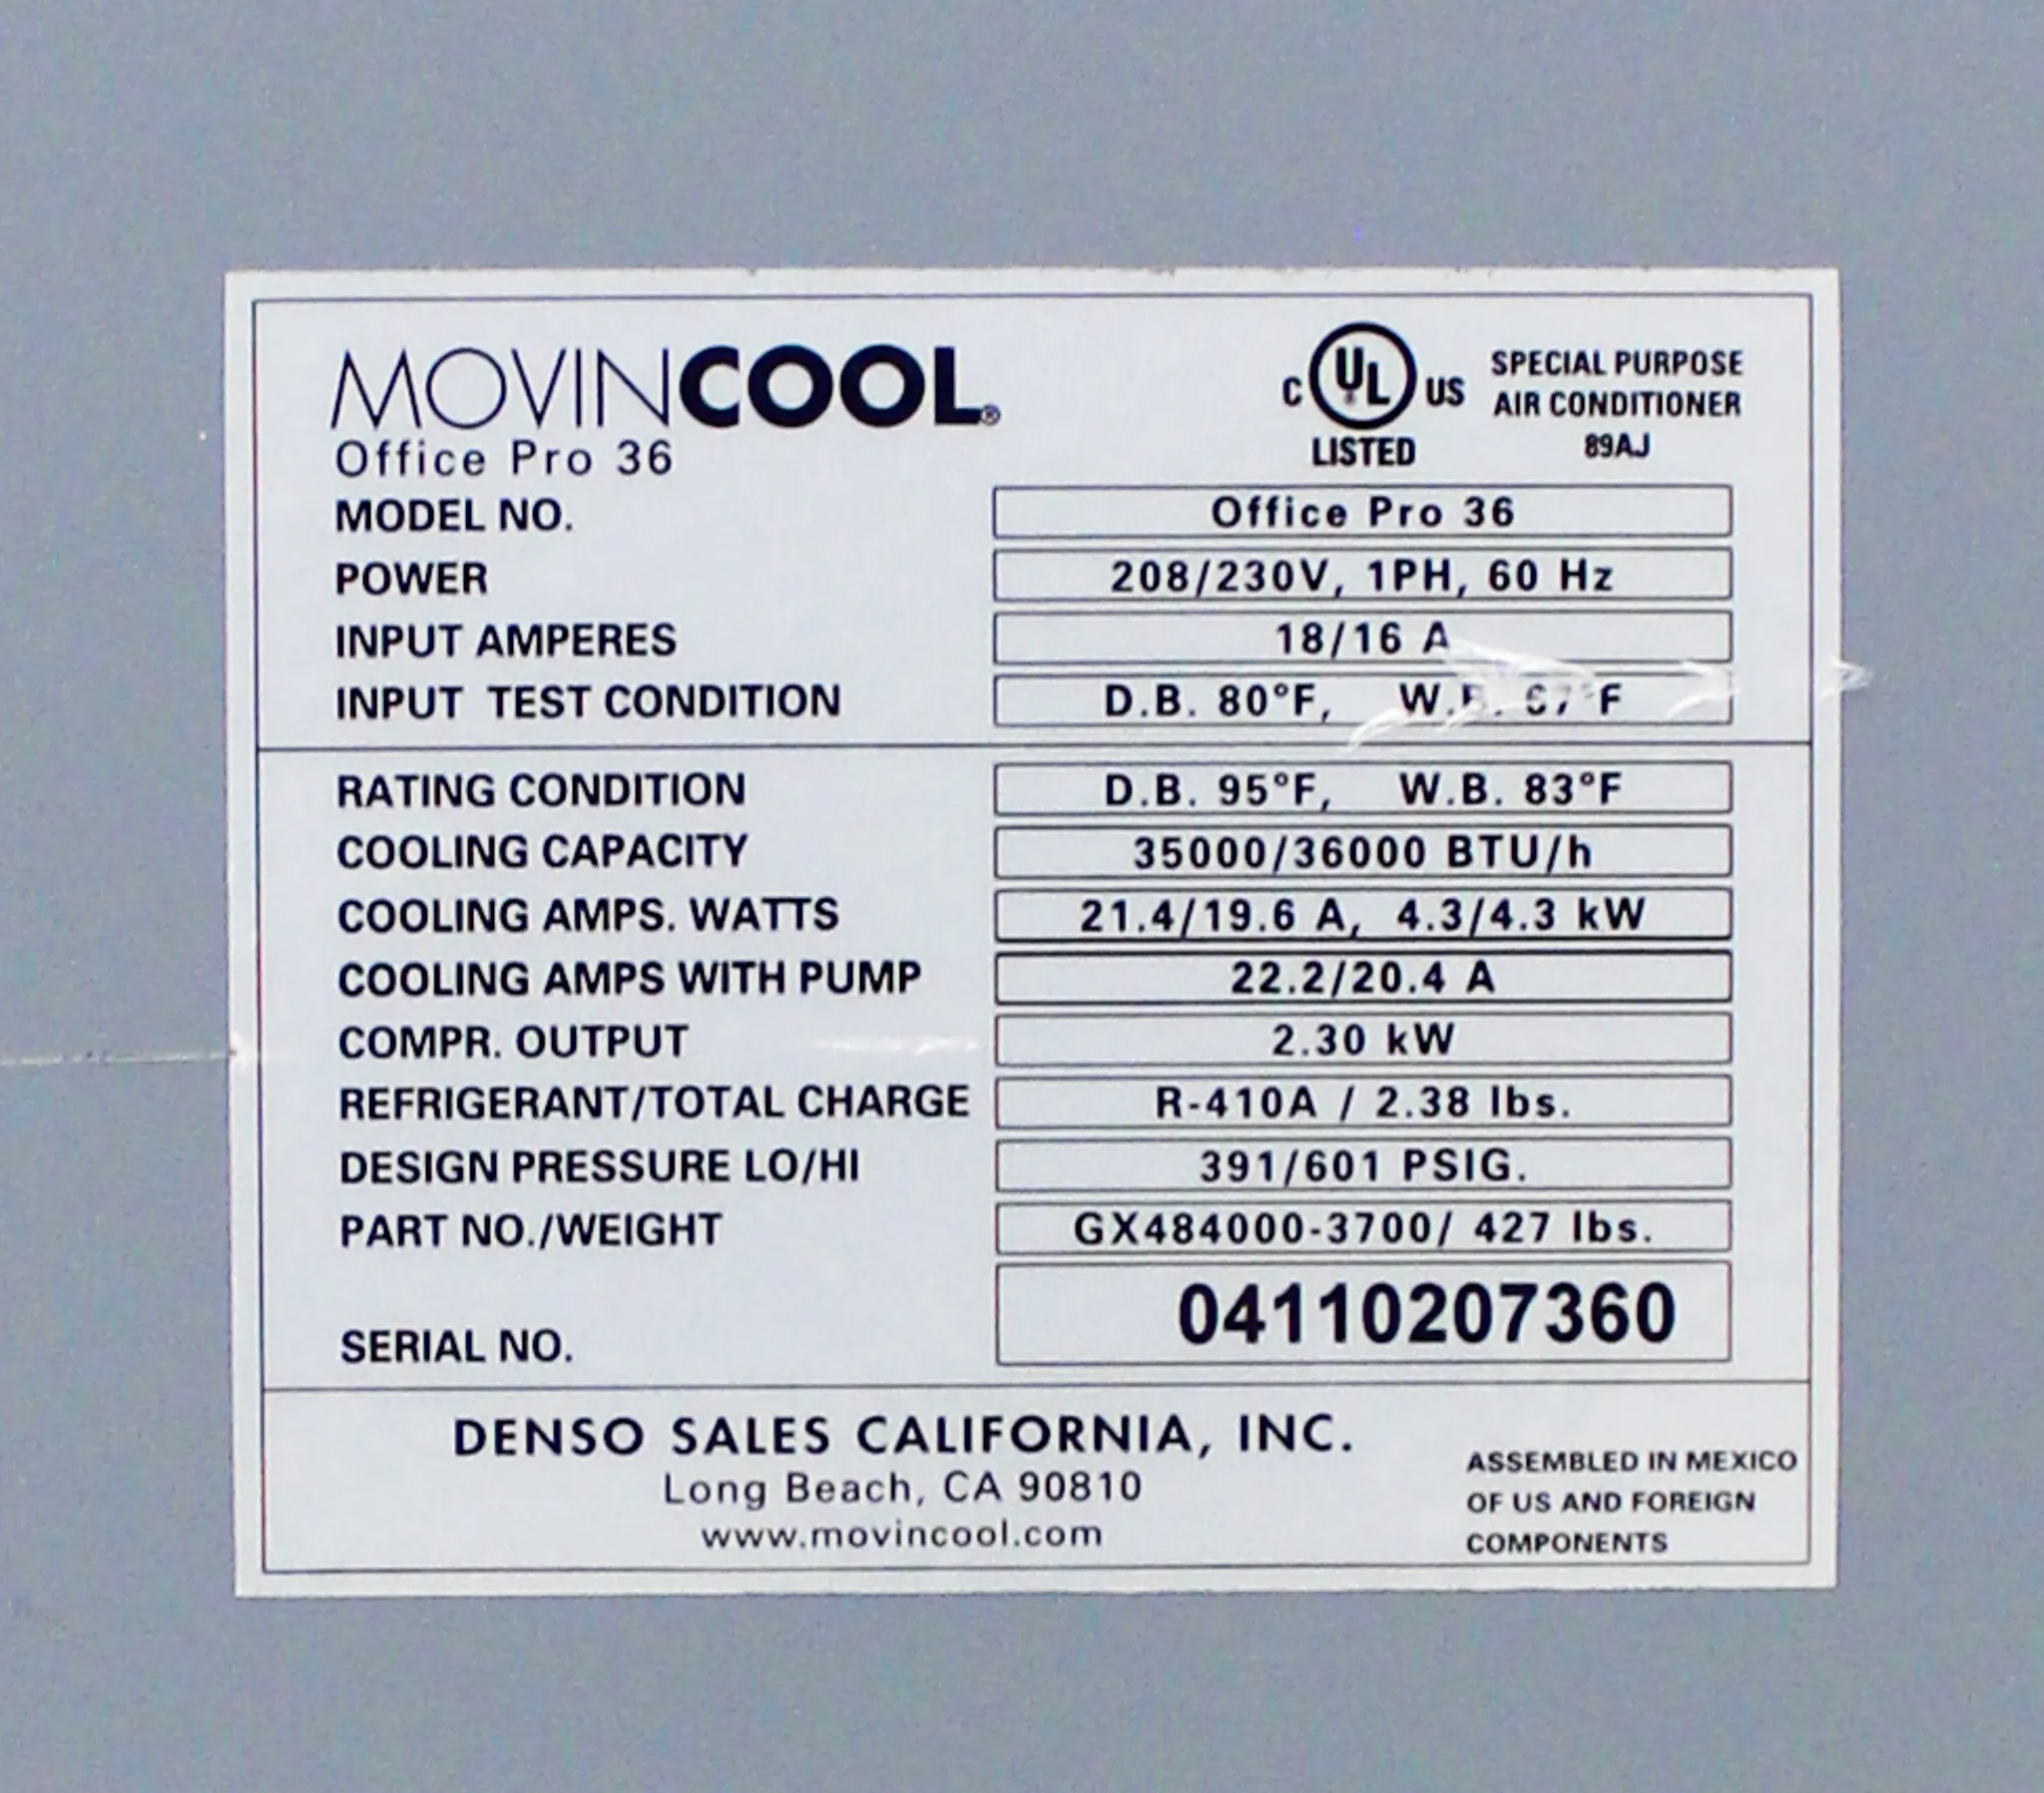 MOVINCOOL®
Office Pro 36
C UL® US LISTED
SPECIAL PURPOSE
AIR CONDITIONER
89AJ
MODEL NO. Office Pro 36
POWER 208/230V, 1PH, 60 Hz
INPUT AMPERES 18/16 A
INPUT TEST CONDITION D.B. 80°F, W.B. 67°F
RATING CONDITION D.B. 95°F, W.B. 83°F
COOLING CAPACITY 35000/36000 BTU/h
COOLING AMPS. WATTS 21.4/19.6 A, 4.3/4.3 kW
COOLING AMPS WITH PUMP 22.2/20.4 A
COMPR. OUTPUT 2.30 kW
REFRIGERANT/TOTAL CHARGE R-410A / 2.38 lbs.
DESIGN PRESSURE LO/HI 391/601 PSIG.
PART NO./WEIGHT GX484000-3700/ 427 lbs.
SERIAL NO. 04110207360
DENSO SALES CALIFORNIA, INC.
Long Beach, CA 90810
www.movincool.com
ASSEMBLED IN MEXICO
OF US AND FOREIGN
COMPONENTS